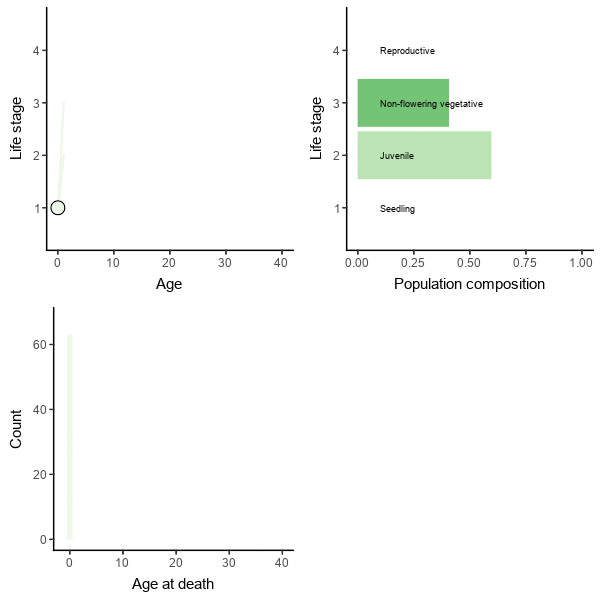 4
3
2
1
Life stage
0
10
20
30
40
Age
4
3
2
1
Life stage
Reproductive
Non-flowering vegetative
Juvenile
Seedling
0.00
0.25
0.50
0.75
1.00
Population composition
60
40
20
0
Count
0
10
20
30
40
Age at death